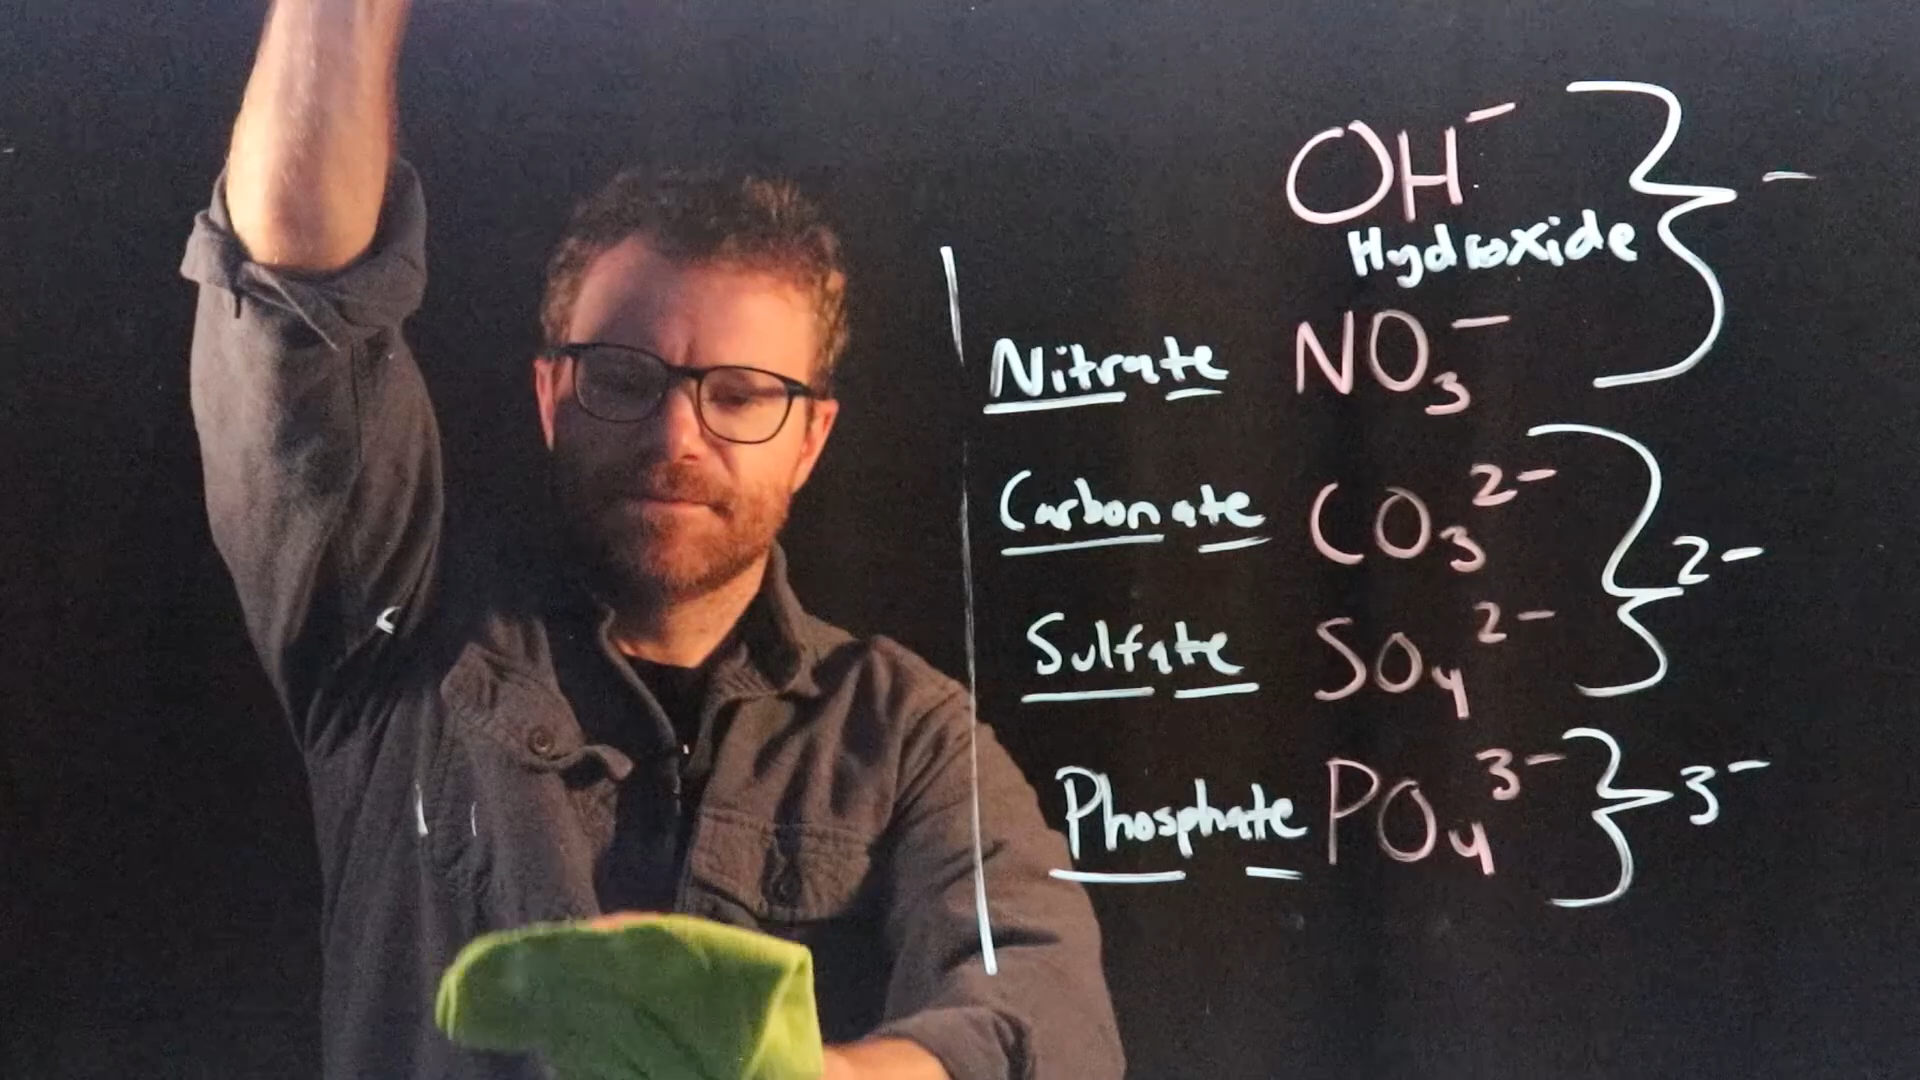 OH⁻
Hydroxide
-
Nitrate NO₃⁻
Carbonate CO₃²⁻
2-
Sulfate SO₄²⁻
Phosphate PO₄³⁻ 3-